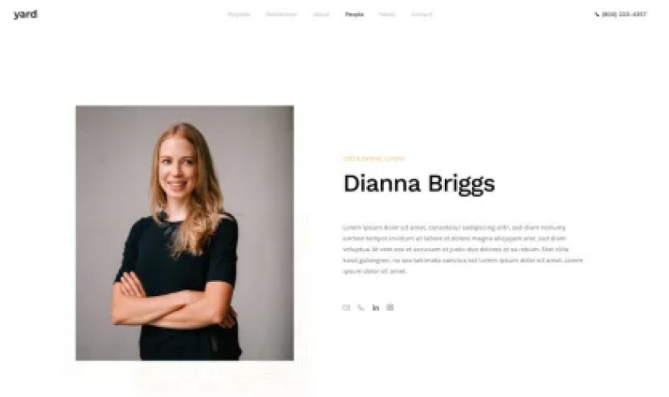 yard
Projects
Residences
About
People
News
Contact
Dianna Briggs
Lorem ipsum dolor sit amet, consetetur sadipscing elitr, sed diam nonumy
eirmod tempor invidunt ut labore et dolore magna aliquyam erat, sed diam
voluptua. At vero eos et accusam et justo duo dolores et ea rebum. Stet clita
kasd gubergren, no sea takimata sanctus est Lorem ipsum dolor sit amet. Lorem
ipsum dolor sit amet.